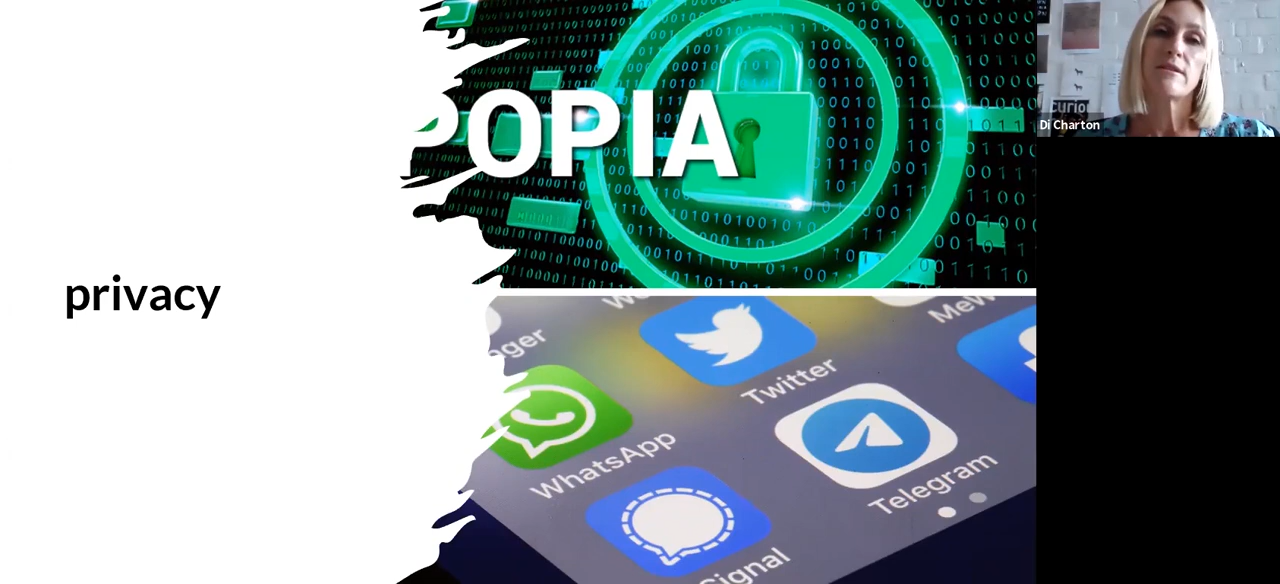 privacy
POPIA
Twitter
WhatsApp
Telegram
Signal
Di Charton